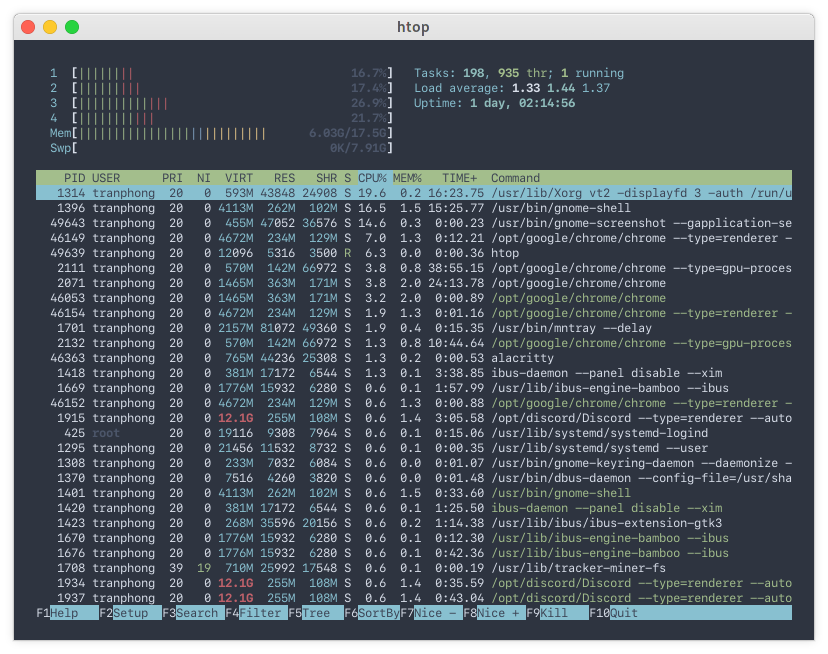 htop
1 [|||||||| 16.7%] Tasks: 198, 935 thr; 1 running
2 [||||||||| 17.4%] Load average: 1.33 1.44 1.37
3 [||||||||||||| 26.9%] Uptime: 1 day, 02:14:56
4 [||||||||||| 21.7%]
Mem[||||||||||||||||||||||||||| 6.03G/17.5G]
Swp[ 0K/7.91G]
PID USER PRI NI VIRT RES SHR S CPU% MEM% TIME+ Command
1314 tranphong 20 0 593M 43848 24908 S 19.6 0.2 16:23.75 /usr/lib/Xorg vt2 -displayfd 3 -auth /run/u
1396 tranphong 20 0 4113M 262M 102M S 16.5 1.5 15:25.77 /usr/bin/gnome-shell
49643 tranphong 20 0 455M 47052 36576 S 14.6 0.3 0:00.23 /usr/bin/gnome-screenshot --gapplication-se
46149 tranphong 20 0 4672M 234M 129M S 7.0 1.3 0:12.21 /opt/google/chrome/chrome --type=renderer -
49639 tranphong 20 0 12096 5316 3500 R 6.3 0.0 0:00.36 htop
2111 tranphong 20 0 570M 142M 66972 S 3.8 0.8 38:55.15 /opt/google/chrome/chrome --type=gpu-proces
2071 tranphong 20 0 1465M 363M 171M S 3.8 2.0 24:13.78 /opt/google/chrome/chrome
46053 tranphong 20 0 1465M 363M 171M S 3.2 2.0 0:00.89 /opt/google/chrome/chrome
46154 tranphong 20 0 4672M 234M 129M S 1.9 1.3 0:01.16 /opt/google/chrome/chrome --type=renderer -
1701 tranphong 20 0 2157M 81072 49360 S 1.9 0.4 0:15.35 /usr/bin/mntray --delay
2132 tranphong 20 0 570M 142M 66972 S 1.3 0.8 10:44.64 /opt/google/chrome/chrome --type=gpu-proces
46363 tranphong 20 0 765M 44236 25308 S 1.3 0.2 0:00.53 alacritty
1418 tranphong 20 0 381M 17172 6544 S 1.3 0.1 3:38.85 ibus-daemon --panel disable --xim
1669 tranphong 20 0 1776M 15932 6280 S 0.6 0.1 1:57.99 /usr/lib/ibus-engine-bamboo --ibus
46152 tranphong 20 0 4672M 234M 129M S 0.6 1.3 0:00.88 /opt/google/chrome/chrome --type=renderer -
1915 tranphong 20 0 12.1G 255M 108M S 0.6 1.4 3:05.58 /opt/discord/Discord --type=renderer --auto
425 root 20 0 19116 9308 7964 S 0.6 0.1 0:15.06 /usr/lib/systemd/systemd-logind
1295 tranphong 20 0 21456 11532 8732 S 0.6 0.1 0:00.35 /usr/lib/systemd/systemd --user
1308 tranphong 20 0 233M 7032 6084 S 0.6 0.0 0:01.07 /usr/bin/gnome-keyring-daemon --daemonize -
1370 tranphong 20 0 7516 4260 3820 S 0.6 0.0 0:01.48 /usr/bin/dbus-daemon --config-file=/usr/sha
1401 tranphong 20 0 4113M 262M 102M S 0.6 1.5 0:33.60 /usr/bin/gnome-shell
1420 tranphong 20 0 381M 17172 6544 S 0.6 0.1 1:25.50 ibus-daemon --panel disable --xim
1423 tranphong 20 0 268M 35596 20156 S 0.6 0.2 1:14.38 /usr/lib/ibus/ibus-extension-gtk3
1670 tranphong 20 0 1776M 15932 6280 S 0.6 0.1 0:12.30 /usr/lib/ibus-engine-bamboo --ibus
1676 tranphong 20 0 1776M 15932 6280 S 0.6 0.1 0:42.36 /usr/lib/ibus-engine-bamboo --ibus
1708 tranphong 39 19 710M 25992 17548 S 0.6 0.1 0:00.19 /usr/lib/tracker-miner-fs
1934 tranphong 20 0 12.1G 255M 108M S 0.6 1.4 0:35.59 /opt/discord/Discord --type=renderer --auto
1937 tranphong 20 0 12.1G 255M 108M S 0.6 1.4 0:43.04 /opt/discord/Discord --type=renderer --auto
F1Help F2Setup F3Search F4Filter F5Tree F6SortBy F7Nice - F8Nice + F9Kill F10Quit